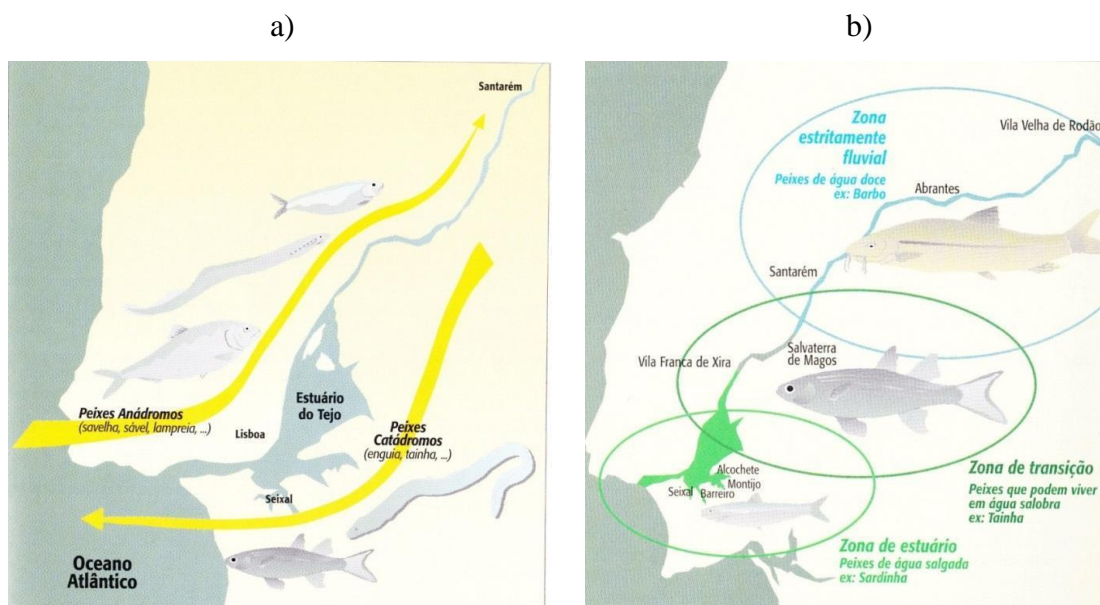 a)
b)
Santarém
Peixes Anádromos
(savelha, sável, lampreia, ...)
Lisboa
Estuário
do Tejo
Peixes
Catádromos
(enguia, tainha, ...)
Seixal
Oceano
Atlântico
Zona
estritamente
fluvial
Peixes de água doce
ex: Barbo
Vila Velha de Rodão
Abrantes
Santarém
Vila Franca de Xira
Salvaterra
de Magos
Alcochete
Montijo
Seixal
Barreiro
Zona de transição
Peixes que podem viver
em água salobra
ex: Tainha
Zona de estuário
Peixes de água salgada
ex: Sardinha